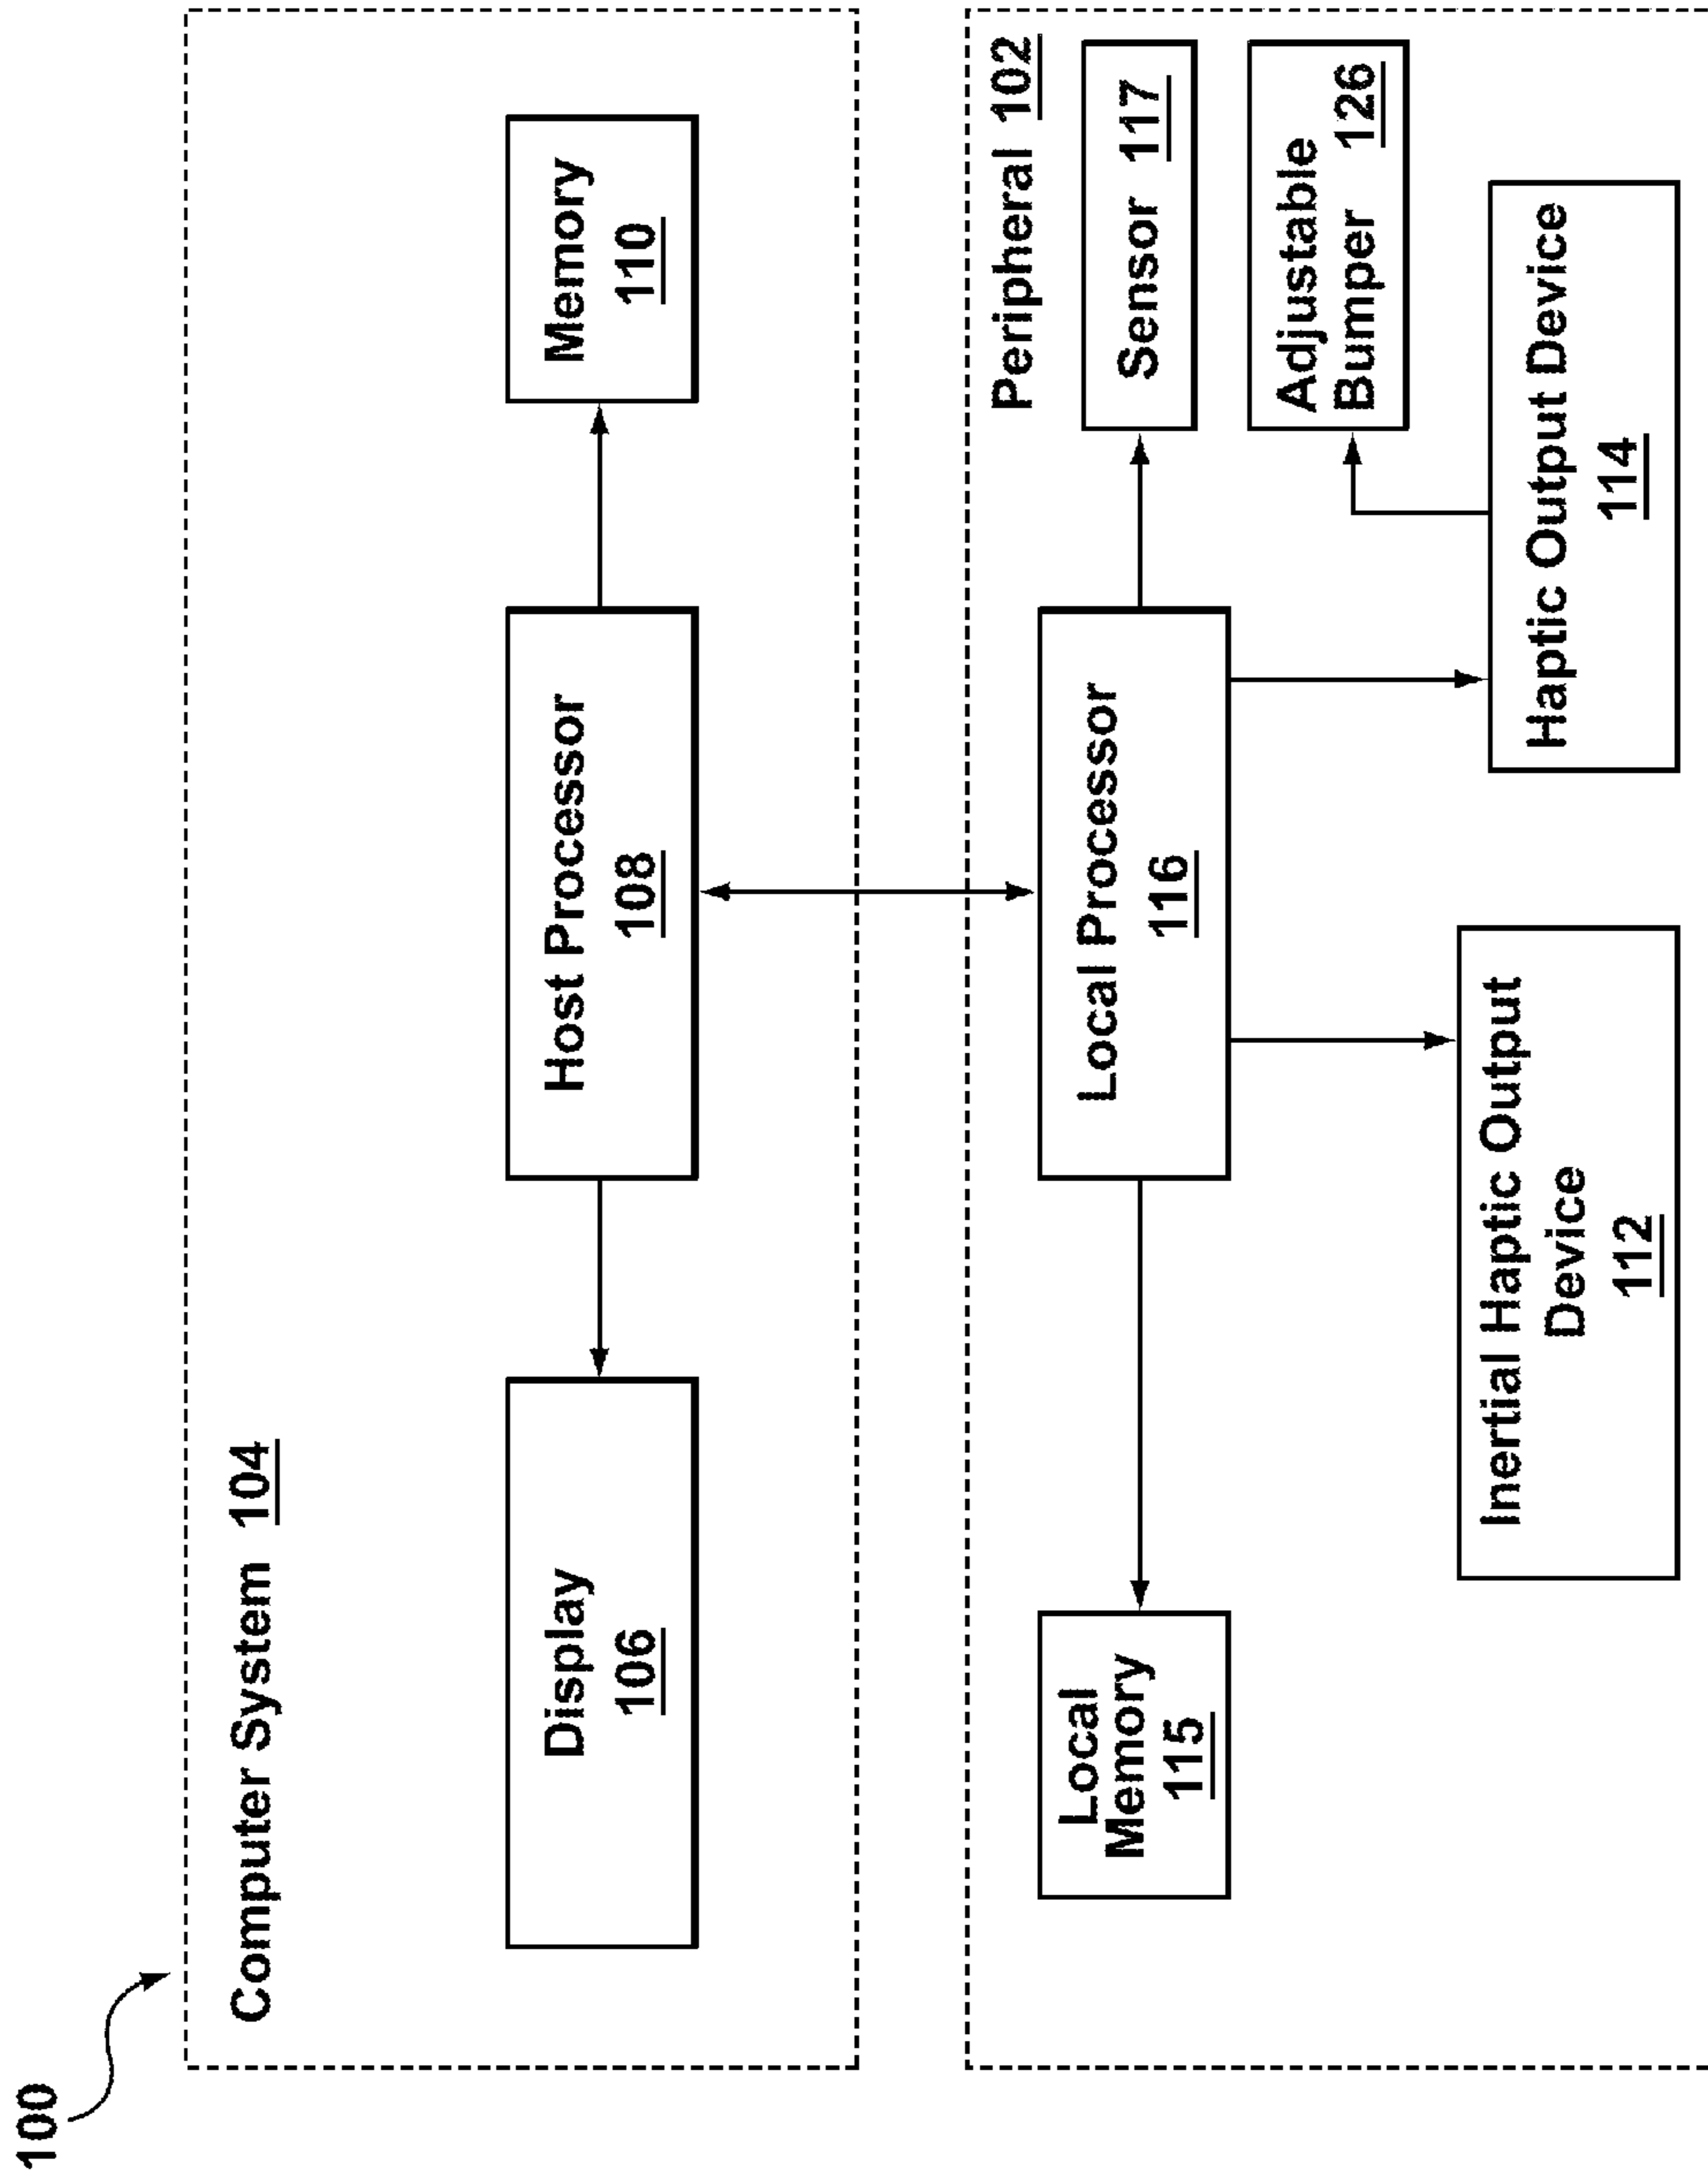 100
Computer System 104
Display
106
Host Processor
108
Memory
110
Peripheral 102
Local
Memory
115
Local Processor
116
Sensor 117
Adjustable
Bumper 126
Inertial Haptic Output
Device
112
Haptic Output Device
114